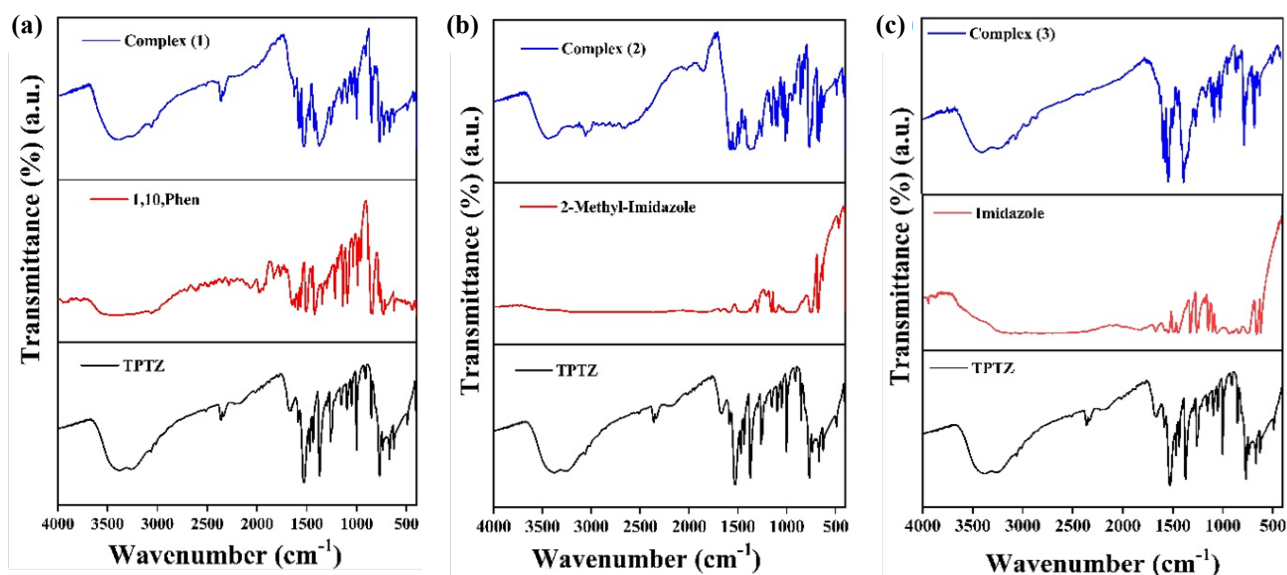 (a)
Transmittance (%) (a.u.)
Complex (1)
1,10,Phen
TPTZ
4000 3500 3000 2500 2000 1500 1000 500
Wavenumber (cm-1)
(b)
Transmittance (%) (a.u.)
Complex (2)
2-Methyl-Imidazole
TPTZ
4000 3500 3000 2500 2000 1500 1000 500
Wavenumber (cm-1)
(c)
Transmittance (%) (a.u.)
Complex (3)
Imidazole
TPTZ
4000 3500 3000 2500 2000 1500 1000 500
Wavenumber (cm-1)